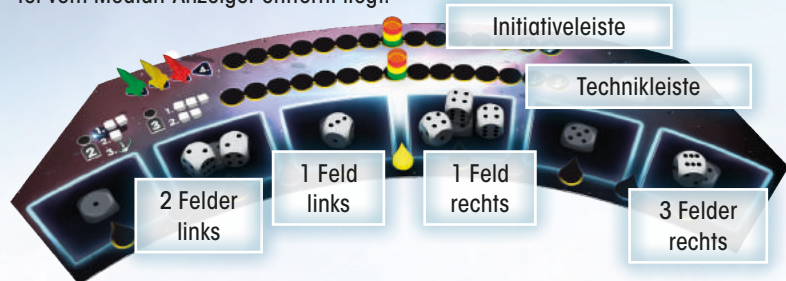 Initiativeleiste
Technikleiste
2 Felder
links
1 Feld
links
1 Feld
rechts
3 Felder
rechts